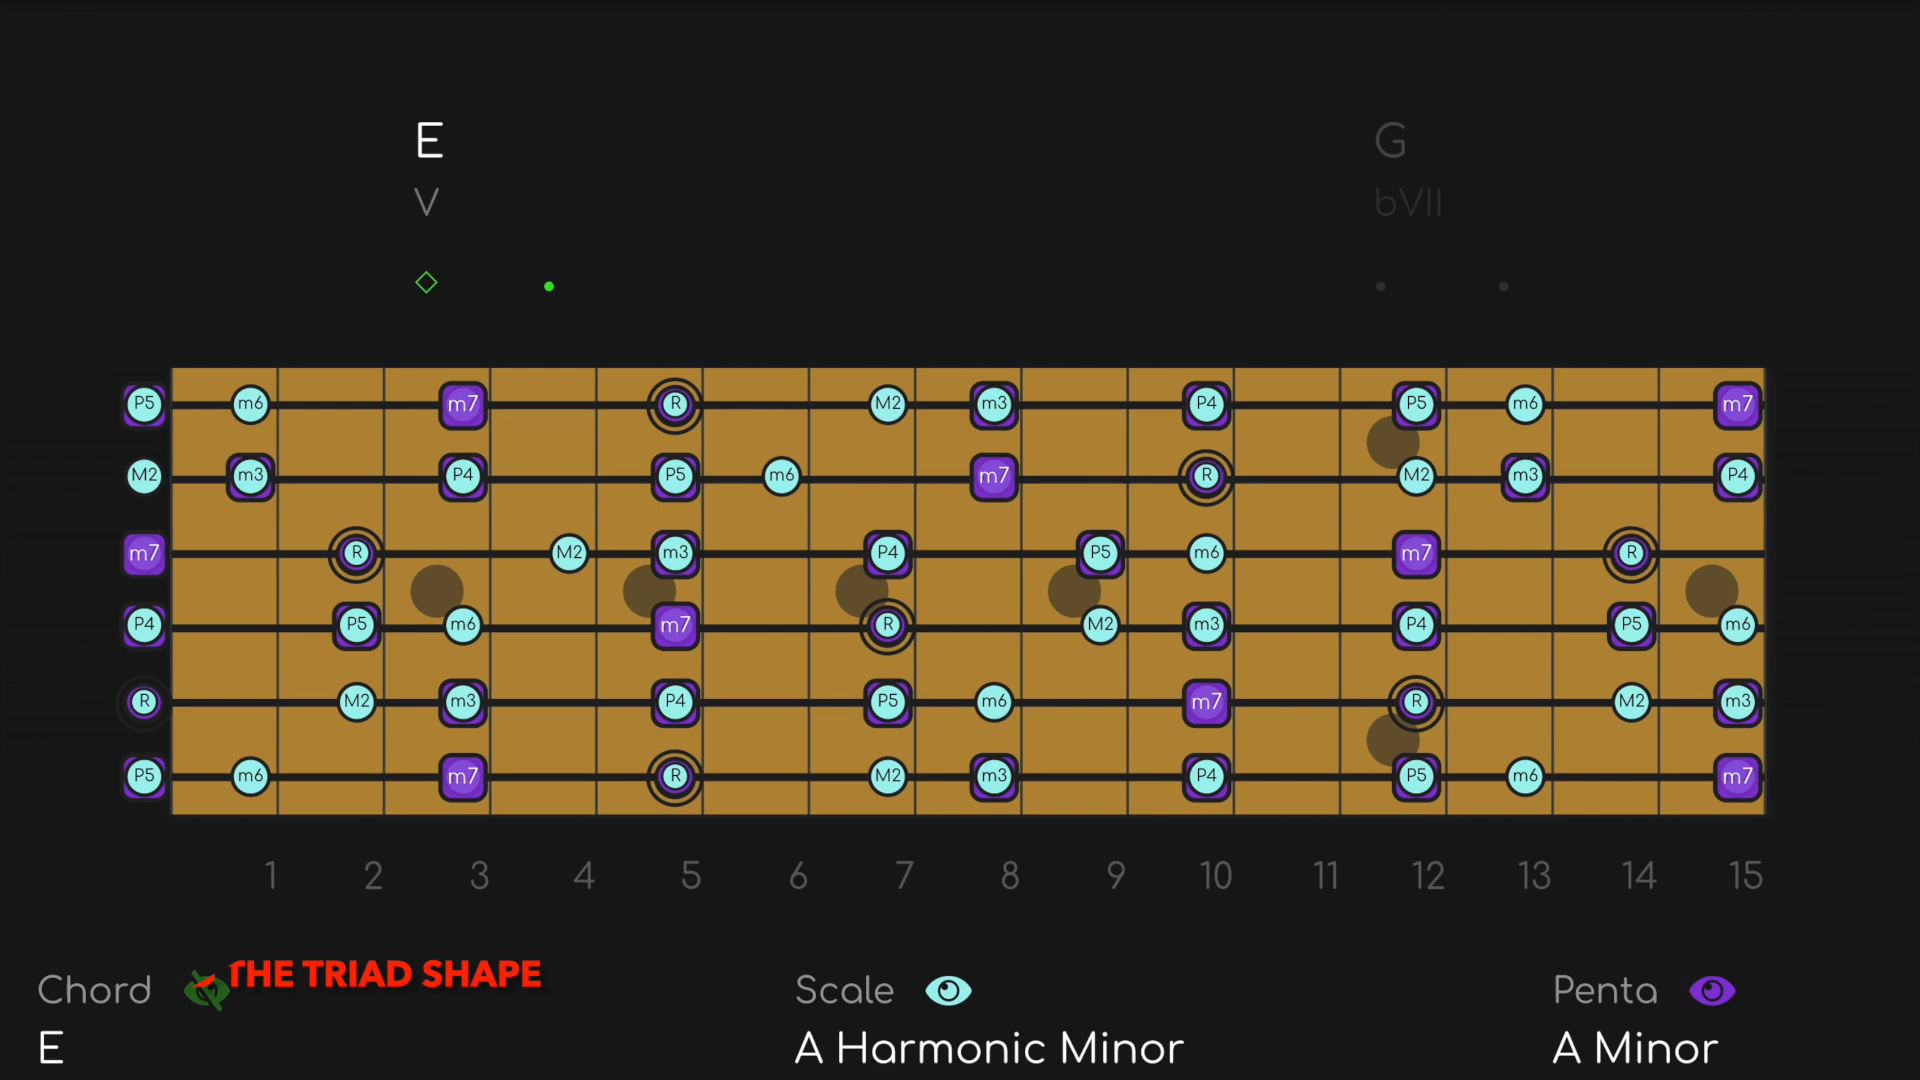 E G
V bVII
P5 m6 m7 R M2 m3 P4 P5 m6 m7
M2 m3 P4 P5 m6 m7 R M2 m3 P4
m7 R M2 m3 P4 P5 m6 m7 R
P4 P5 m6 m7 R M2 m3 P4 P5 m6
R M2 m3 P4 P5 m6 m7 R M2 m3
P5 m6 m7 R M2 m3 P4 P5 m6 m7
1 2 3 4 5 6 7 8 9 10 11 12 13 14 15
THE TRIAD SHAPE
Chord Scale Penta
E A Harmonic Minor A Minor